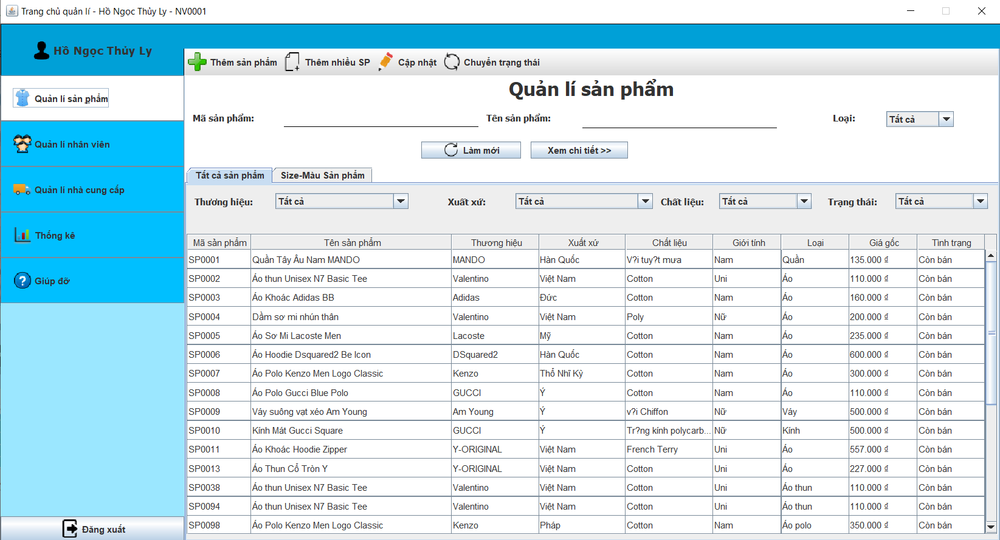 Trang chủ quản lí - Hồ Ngọc Thủy Ly - NV0001
Hồ Ngọc Thủy Ly
Thêm sản phẩm Thêm nhiều SP Cập nhật Chuyển trạng thái
Quản lí sản phẩm
Quản lí nhân viên
Quản lí nhà cung cấp
Thống kê
Giúp đỡ
Đăng xuất
Quản lí sản phẩm
Mã sản phẩm: Tên sản phẩm: Loại: Tất cả
Làm mới Xem chi tiết >>
Tất cả sản phẩm Size-Màu Sản phẩm
Thương hiệu: Tất cả Xuất xứ: Tất cả Chất liệu: Tất cả Trạng thái: Tất cả
Mã sản phẩm Tên sản phẩm Thương hiệu Xuất xứ Chất liệu Giới tính Loại Giá gốc Tình trạng
SP0001 Quần Tây Âu Nam MANDO MANDO Hàn Quốc V?i tuy?t mưa Nam Quần 135.000 ₫ Còn bán
SP0002 Áo thun Unisex N7 Basic Tee Valentino Việt Nam Cotton Uni Áo 110.000 ₫ Còn bán
SP0003 Áo Khoác Adidas BB Adidas Đức Cotton Nam Áo 160.000 ₫ Còn bán
SP0004 Dầm sơ mi nhún thân Valentino Việt Nam Poly Nữ Áo 200.000 ₫ Còn bán
SP0005 Áo Sơ Mi Lacoste Men Lacoste Mỹ Cotton Nam Áo 235.000 ₫ Còn bán
SP0006 Áo Hoodie Dsquared2 Be Icon DSquared2 Hàn Quốc Cotton Nam Áo 600.000 ₫ Còn bán
SP0007 Áo Polo Kenzo Men Logo Classic Kenzo Thổ Nhĩ Kỳ Cotton Nam Áo 300.000 ₫ Còn bán
SP0008 Áo Polo Gucci Blue Polo GUCCI Ý Cotton Nam Áo 110.000 ₫ Còn bán
SP0009 Váy suông vạt xéo Am Young Am Young Ý v?i Chiffon Nữ Váy 500.000 ₫ Còn bán
SP0010 Kính Mát Gucci Square GUCCI Ý Tr?ng kính polycarb... Nữ Kính 500.000 ₫ Còn bán
SP0011 Áo Khoác Hoodie Zipper Y-ORIGINAL Việt Nam French Terry Uni Áo 557.000 ₫ Còn bán
SP0013 Áo Thun Cổ Tròn Y Y-ORIGINAL Việt Nam Cotton Uni Áo 227.000 ₫ Còn bán
SP0038 Áo thun Unisex N7 Basic Tee Valentino Việt Nam Cotton Uni Áo thun 110.000 ₫ Còn bán
SP0094 Áo thun Unisex N7 Basic Tee Valentino Việt Nam Cotton Uni Áo thun 110.000 ₫ Còn bán
SP0098 Áo Polo Kenzo Men Logo Classic Kenzo Pháp Cotton Nam Áo polo 350.000 ₫ Còn bán